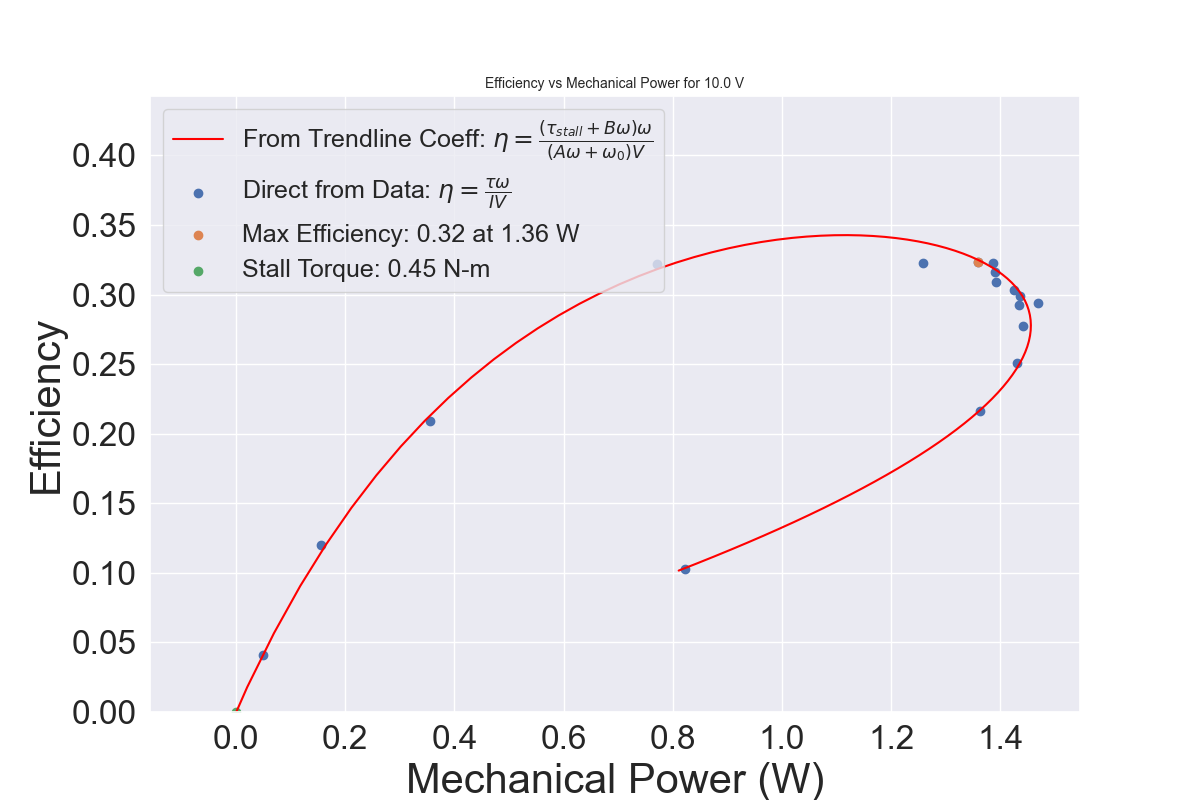 Efficiency vs Mechanical Power for 10.0 V
From Trendline Coeff: η = (τ_stall + Bω)ω / (Aω + ω₀)V
Direct from Data: η = τω / IV
Max Efficiency: 0.32 at 1.36 W
Stall Torque: 0.45 N-m
Efficiency
0.40
0.35
0.30
0.25
0.20
0.15
0.10
0.05
0.00
0.0 0.2 0.4 0.6 0.8 1.0 1.2 1.4
Mechanical Power (W)